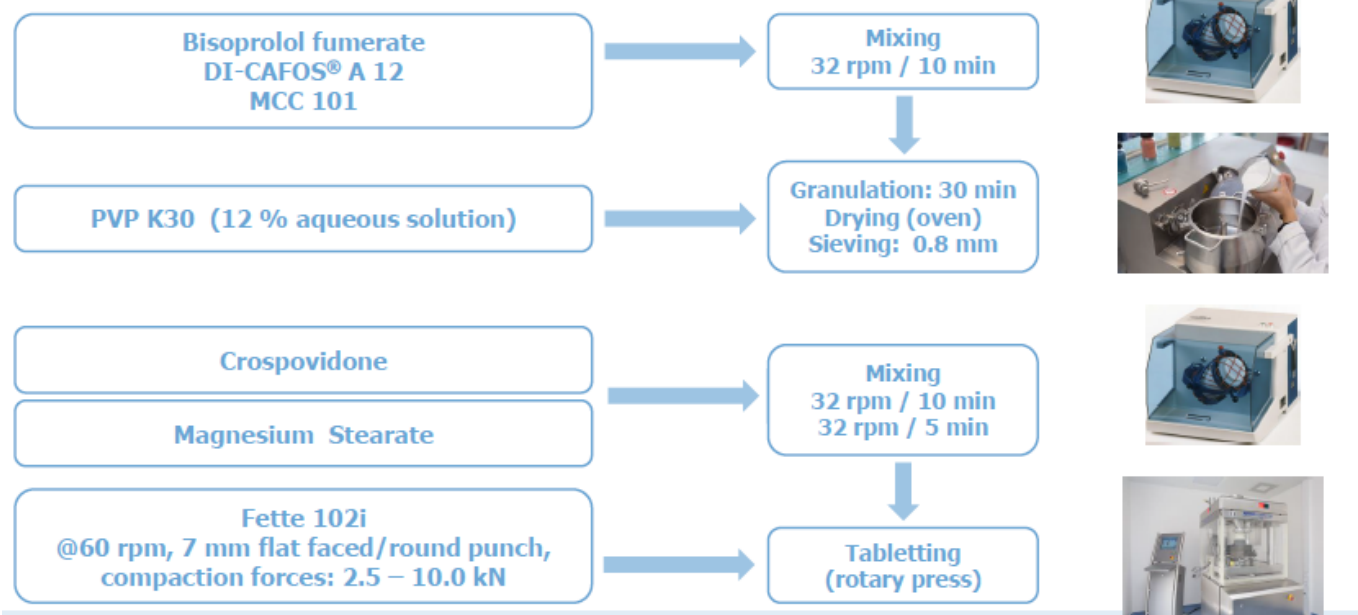 Bisoprolol fumerate
DI-CAFOS® A 12
MCC 101
Mixing
32 rpm / 10 min
PVP K30 (12 % aqueous solution)
Granulation: 30 min
Drying (oven)
Sieving: 0.8 mm
Crospovidone
Magnesium Stearate
Mixing
32 rpm / 10 min
32 rpm / 5 min
Fette 102i
@60 rpm, 7 mm flat faced/round punch,
compaction forces: 2.5 – 10.0 kN
Tabletting
(rotary press)